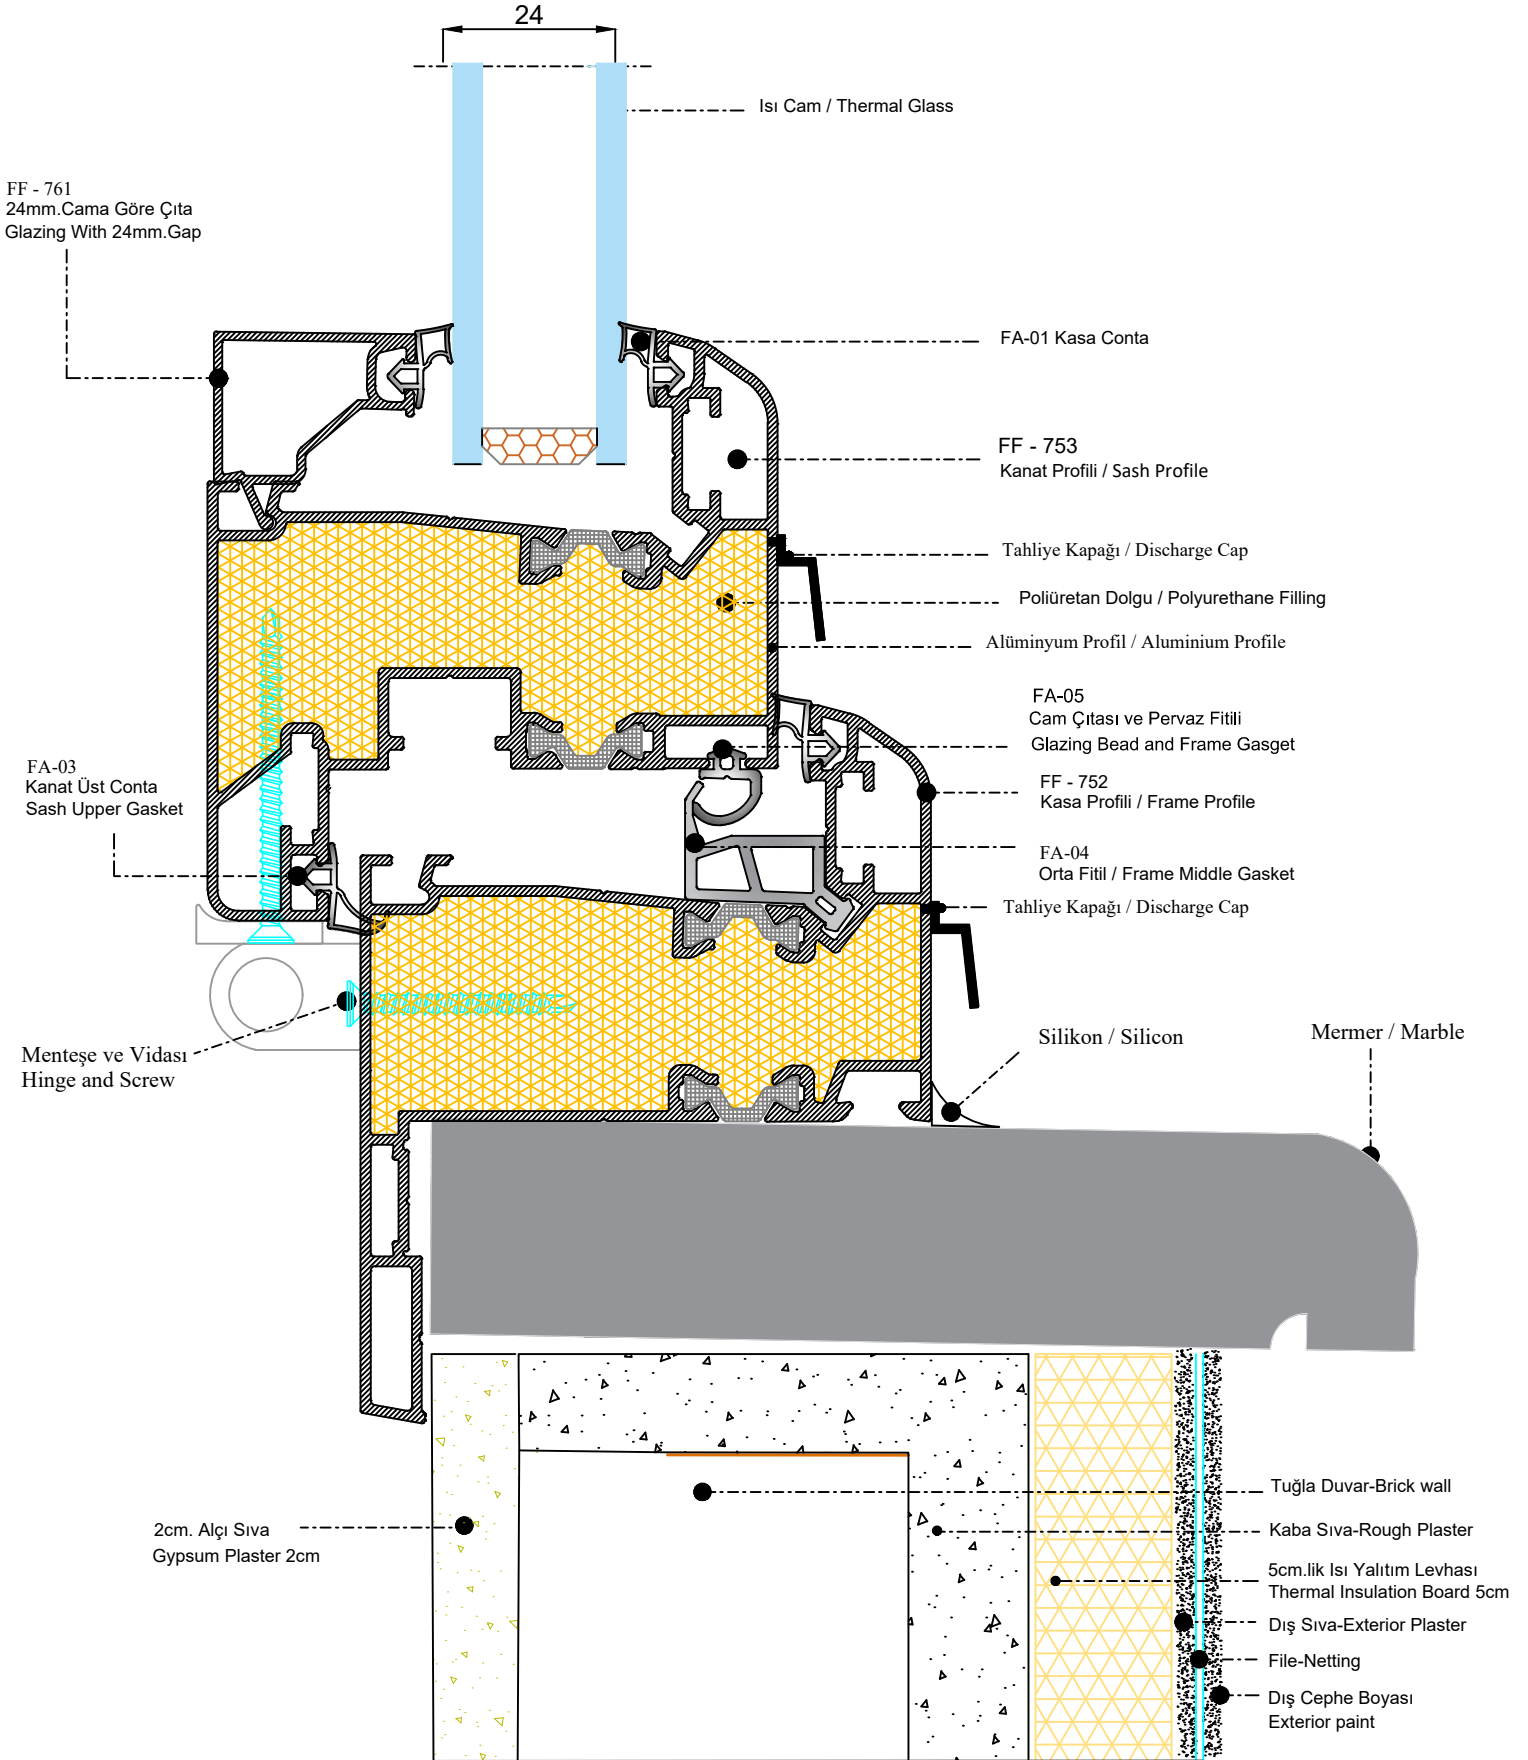 24
Isı Cam / Thermal Glass
FF - 761
24mm.Cama Göre Çıta
Glazing With 24mm.Gap
FA-01 Kasa Conta
FF - 753
Kanat Profili / Sash Profile
Tahliye Kapağı / Discharge Cap
Poliüretan Dolgu / Polyurethane Filling
Alüminyum Profil / Aluminium Profile
FA-05
Cam Çıtası ve Pervaz Fitili
Glazing Bead and Frame Gasget
FA-03
Kanat Üst Conta
Sash Upper Gasket
FF - 752
Kasa Profili / Frame Profile
FA-04
Orta Fitil / Frame Middle Gasket
Tahliye Kapağı / Discharge Cap
Menteşe ve Vidası
Hinge and Screw
Silikon / Silicon
Mermer / Marble
2cm. Alçı Sıva
Gypsum Plaster 2cm
Tuğla Duvar-Brick wall
Kaba Sıva-Rough Plaster
5cm.lik Isı Yalıtım Levhası
Thermal Insulation Board 5cm
Dış Sıva-Exterior Plaster
File-Netting
Dış Cephe Boyası
Exterior paint